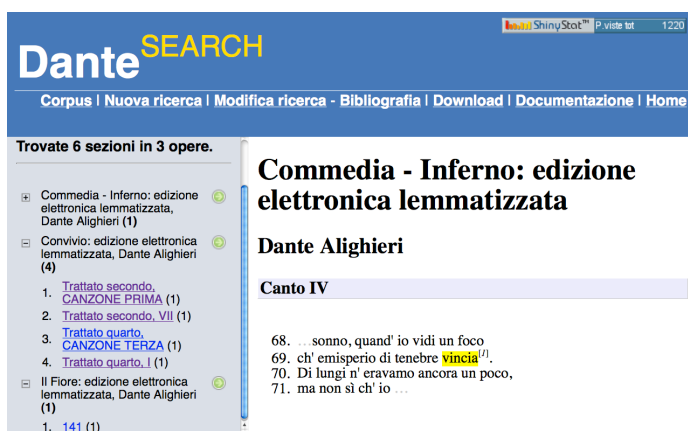 ShinyStat™ P.viste tot 1220
DanteSEARCH
Corpus | Nuova ricerca | Modifica ricerca - Bibliografia | Download | Documentazione | Home
Trovate 6 sezioni in 3 opere.
Commedia - Inferno: edizione
elettronica lemmatizzata,
Dante Alighieri (1)
Convivio: edizione elettronica
lemmatizzata, Dante Alighieri
(4)
1. Trattato secondo,
CANZONE PRIMA (1)
2. Trattato secondo, VII (1)
3. Trattato quarto,
CANZONE TERZA (1)
4. Trattato quarto, I (1)
Il Fiore: edizione elettronica
lemmatizzata, Dante Alighieri
(1)
1. 141 (1)
Commedia - Inferno: edizione
elettronica lemmatizzata
Dante Alighieri
Canto IV
68. ...sonno, quand' io vidi un foco
69. ch' emisperio di tenebre vincia[1].
70. Di lungi n' eravamo ancora un poco,
71. ma non sì ch' io ...